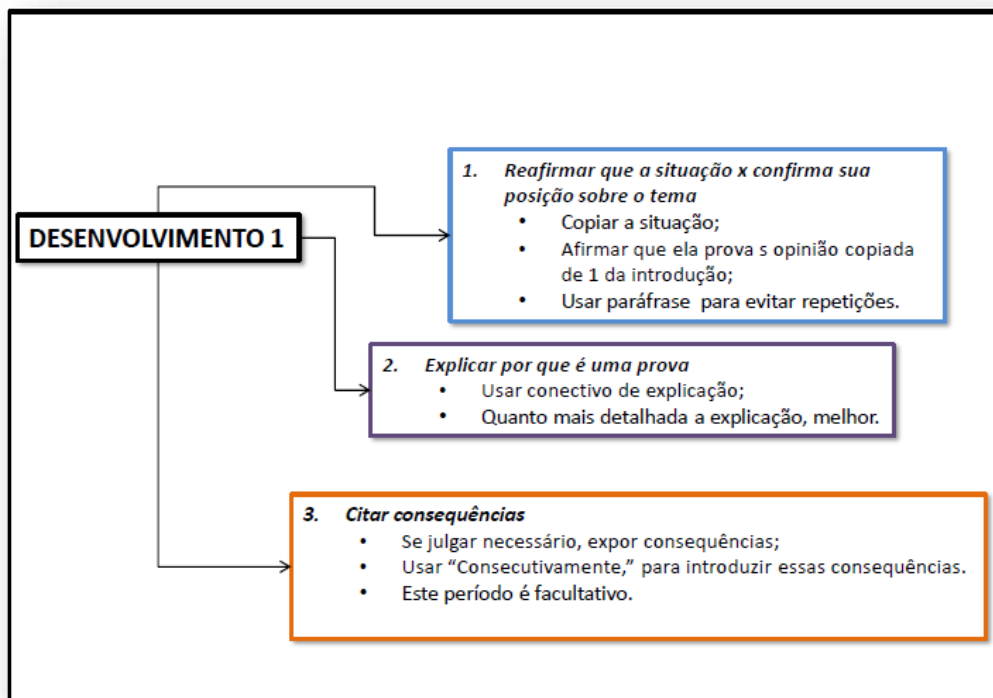 DESENVOLVIMENTO 1
1. Reafirmar que a situação x confirma sua
posição sobre o tema
• Copiar a situação;
• Afirmar que ela prova s opinião copiada
de 1 da introdução;
• Usar paráfrase para evitar repetições.
2. Explicar por que é uma prova
• Usar conectivo de explicação;
• Quanto mais detalhada a explicação, melhor.
3. Citar consequências
• Se julgar necessário, expor consequências;
• Usar “Consecutivamente,” para introduzir essas consequências.
• Este período é facultativo.